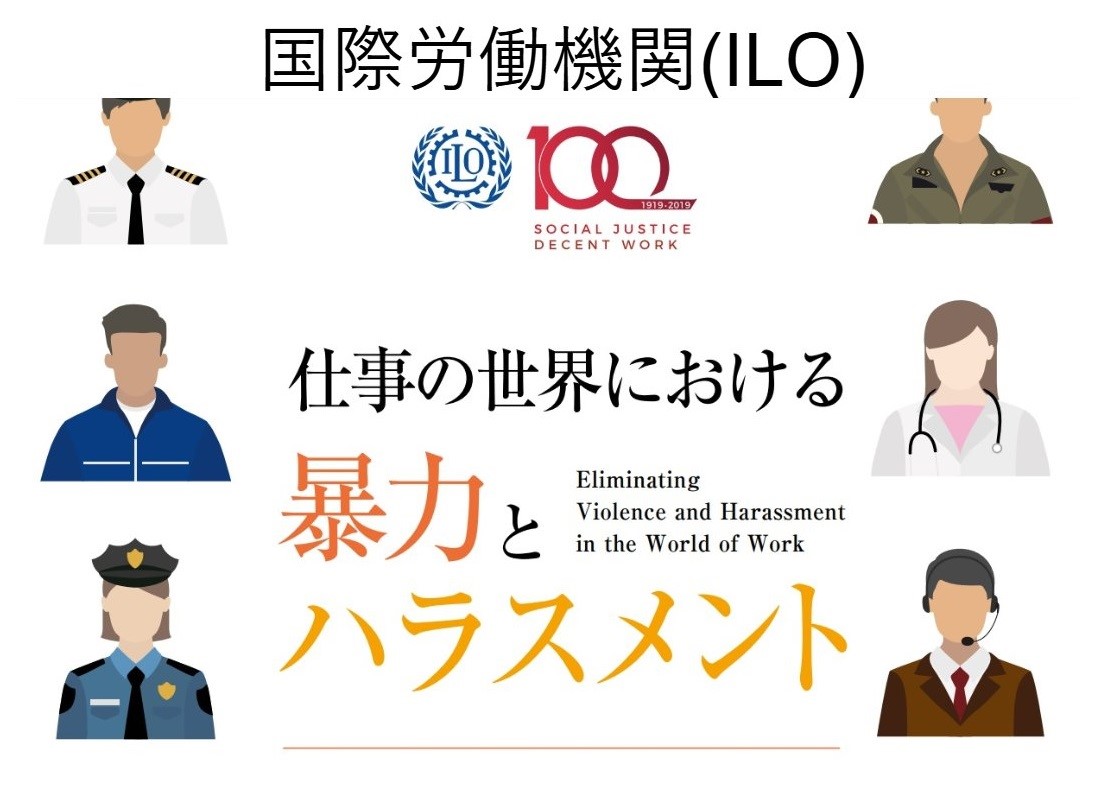 国際労働機関(ILO)
ILO
100
1919-2019
SOCIAL JUSTICE
DECENT WORK
仕事の世界における
暴力と
Eliminating
Violence and Harassment
in the World of Work
ハラスメント